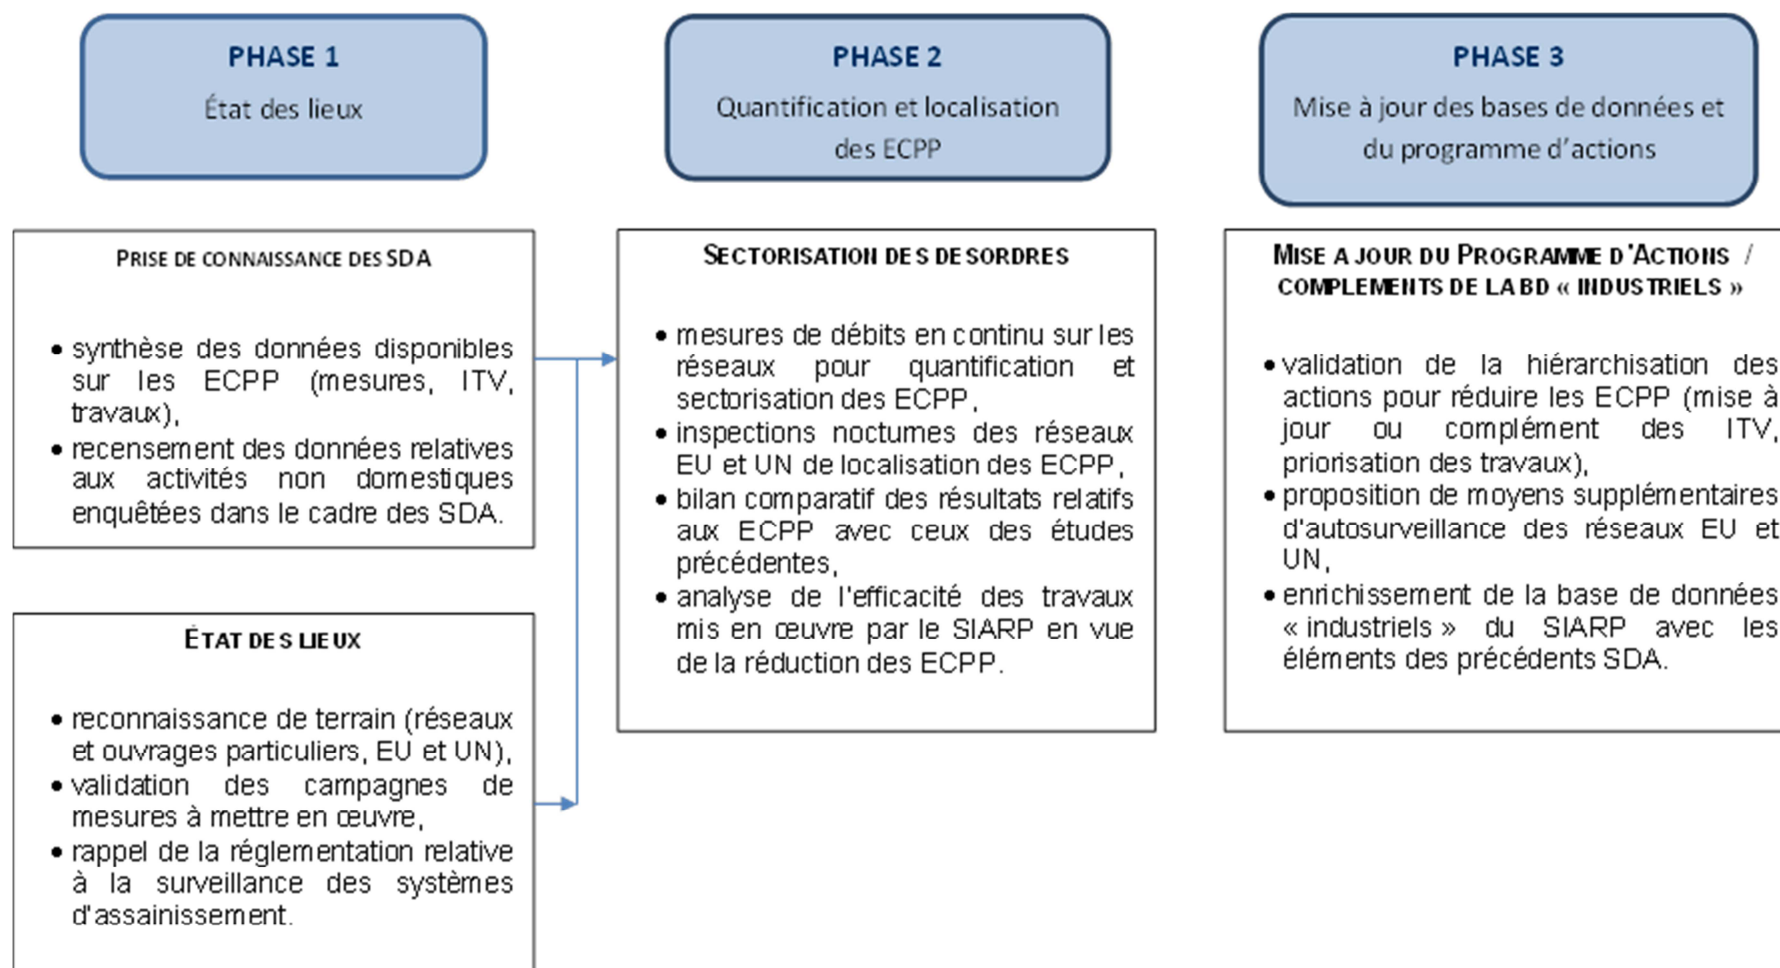 PHASE 1
État des lieux
PHASE 2
Quantification et localisation
des ECPP
PHASE 3
Mise à jour des bases de données et
du programme d'actions
PRISE DE CONNAISSANCE DES SDA
• synthèse des données disponibles
sur les ECPP (mesures, ITV,
travaux),
• recensement des données relatives
aux activités non domestiques
enquêtées dans le cadre des SDA.
ÉTAT DES LIEUX
• reconnaissance de terrain (réseaux
et ouvrages particuliers, EU et UN),
• validation des campagnes de
mesures à mettre en œuvre,
• rappel de la réglementation relative
à la surveillance des systèmes
d'assainissement.
SECTORISATION DES DESORDRES
• mesures de débits en continu sur les
réseaux pour quantification et
sectorisation des ECPP,
• inspections nocturnes des réseaux
EU et UN de localisation des ECPP,
• bilan comparatif des résultats relatifs
aux ECPP avec ceux des études
précédentes,
• analyse de l'efficacité des travaux
mis en œuvre par le SIARP en vue
de la réduction des ECPP.
MISE A JOUR DU PROGRAMME D'ACTIONS /
COMPLEMENTS DE LA BD « INDUSTRIELS »
• validation de la hiérarchisation des
actions pour réduire les ECPP (mise à
jour ou complément des ITV,
priorisation des travaux),
• proposition de moyens supplémentaires
d'autosurveillance des réseaux EU et
UN,
• enrichissement de la base de données
« industriels » du SIARP avec les
éléments des précédents SDA.